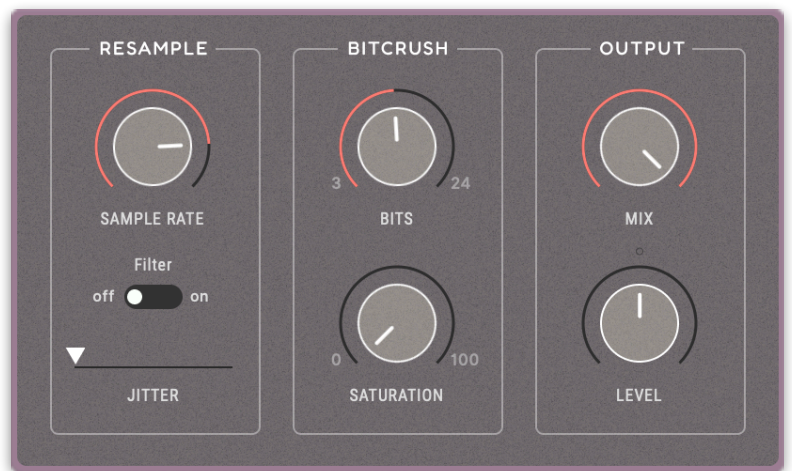 RESAMPLE
SAMPLE RATE
Filter
off on
JITTER
BITCRUSH
3 24
BITS
0 100
SATURATION
OUTPUT
MIX
LEVEL